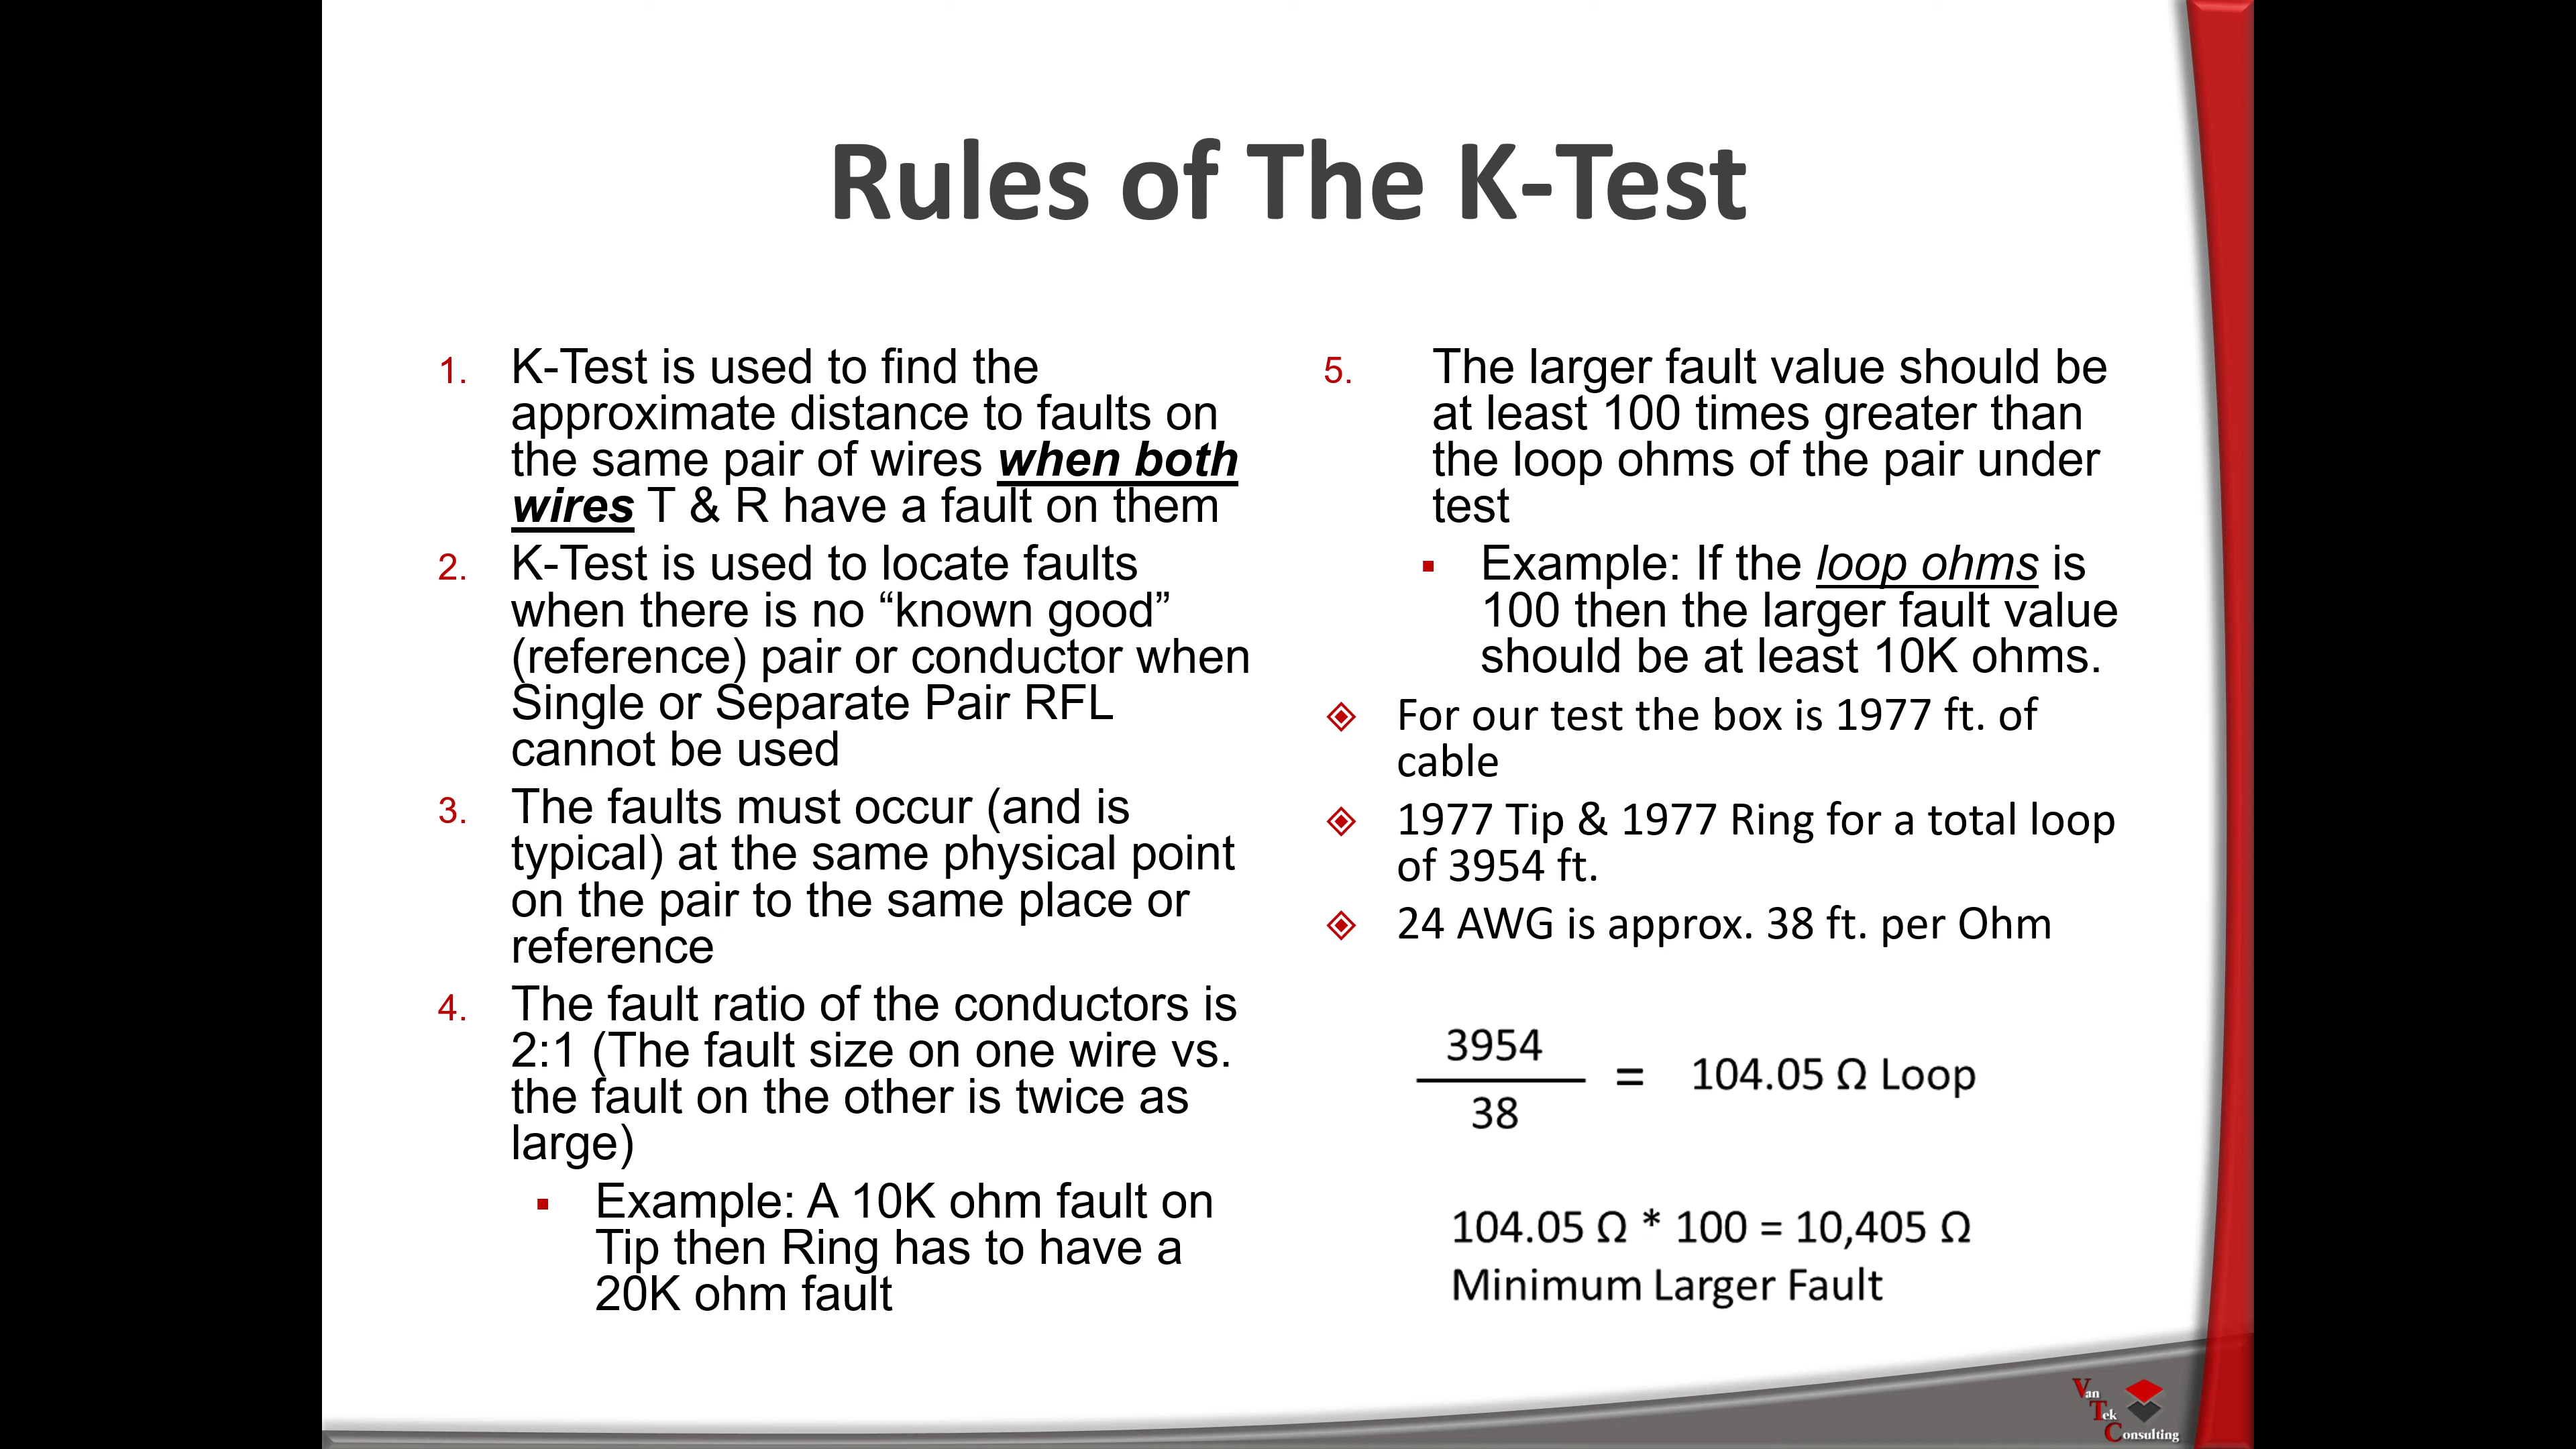 Rules of The K-Test
1. K-Test is used to find the
approximate distance to faults on
the same pair of wires when both
wires T & R have a fault on them
2. K-Test is used to locate faults
when there is no “known good”
(reference) pair or conductor when
Single or Separate Pair RFL
cannot be used
3. The faults must occur (and is
typical) at the same physical point
on the pair to the same place or
reference
4. The fault ratio of the conductors is
2:1 (The fault size on one wire vs.
the fault on the other is twice as
large)
▪ Example: A 10K ohm fault on
Tip then Ring has to have a
20K ohm fault
5. The larger fault value should be
at least 100 times greater than
the loop ohms of the pair under
test
▪ Example: If the loop ohms is
100 then the larger fault value
should be at least 10K ohms.
For our test the box is 1977 ft. of
cable
1977 Tip & 1977 Ring for a total loop
of 3954 ft.
24 AWG is approx. 38 ft. per Ohm
3954
= 104.05 Ω Loop
38
104.05 Ω * 100 = 10,405 Ω
Minimum Larger Fault
Van
Tek
Consulting